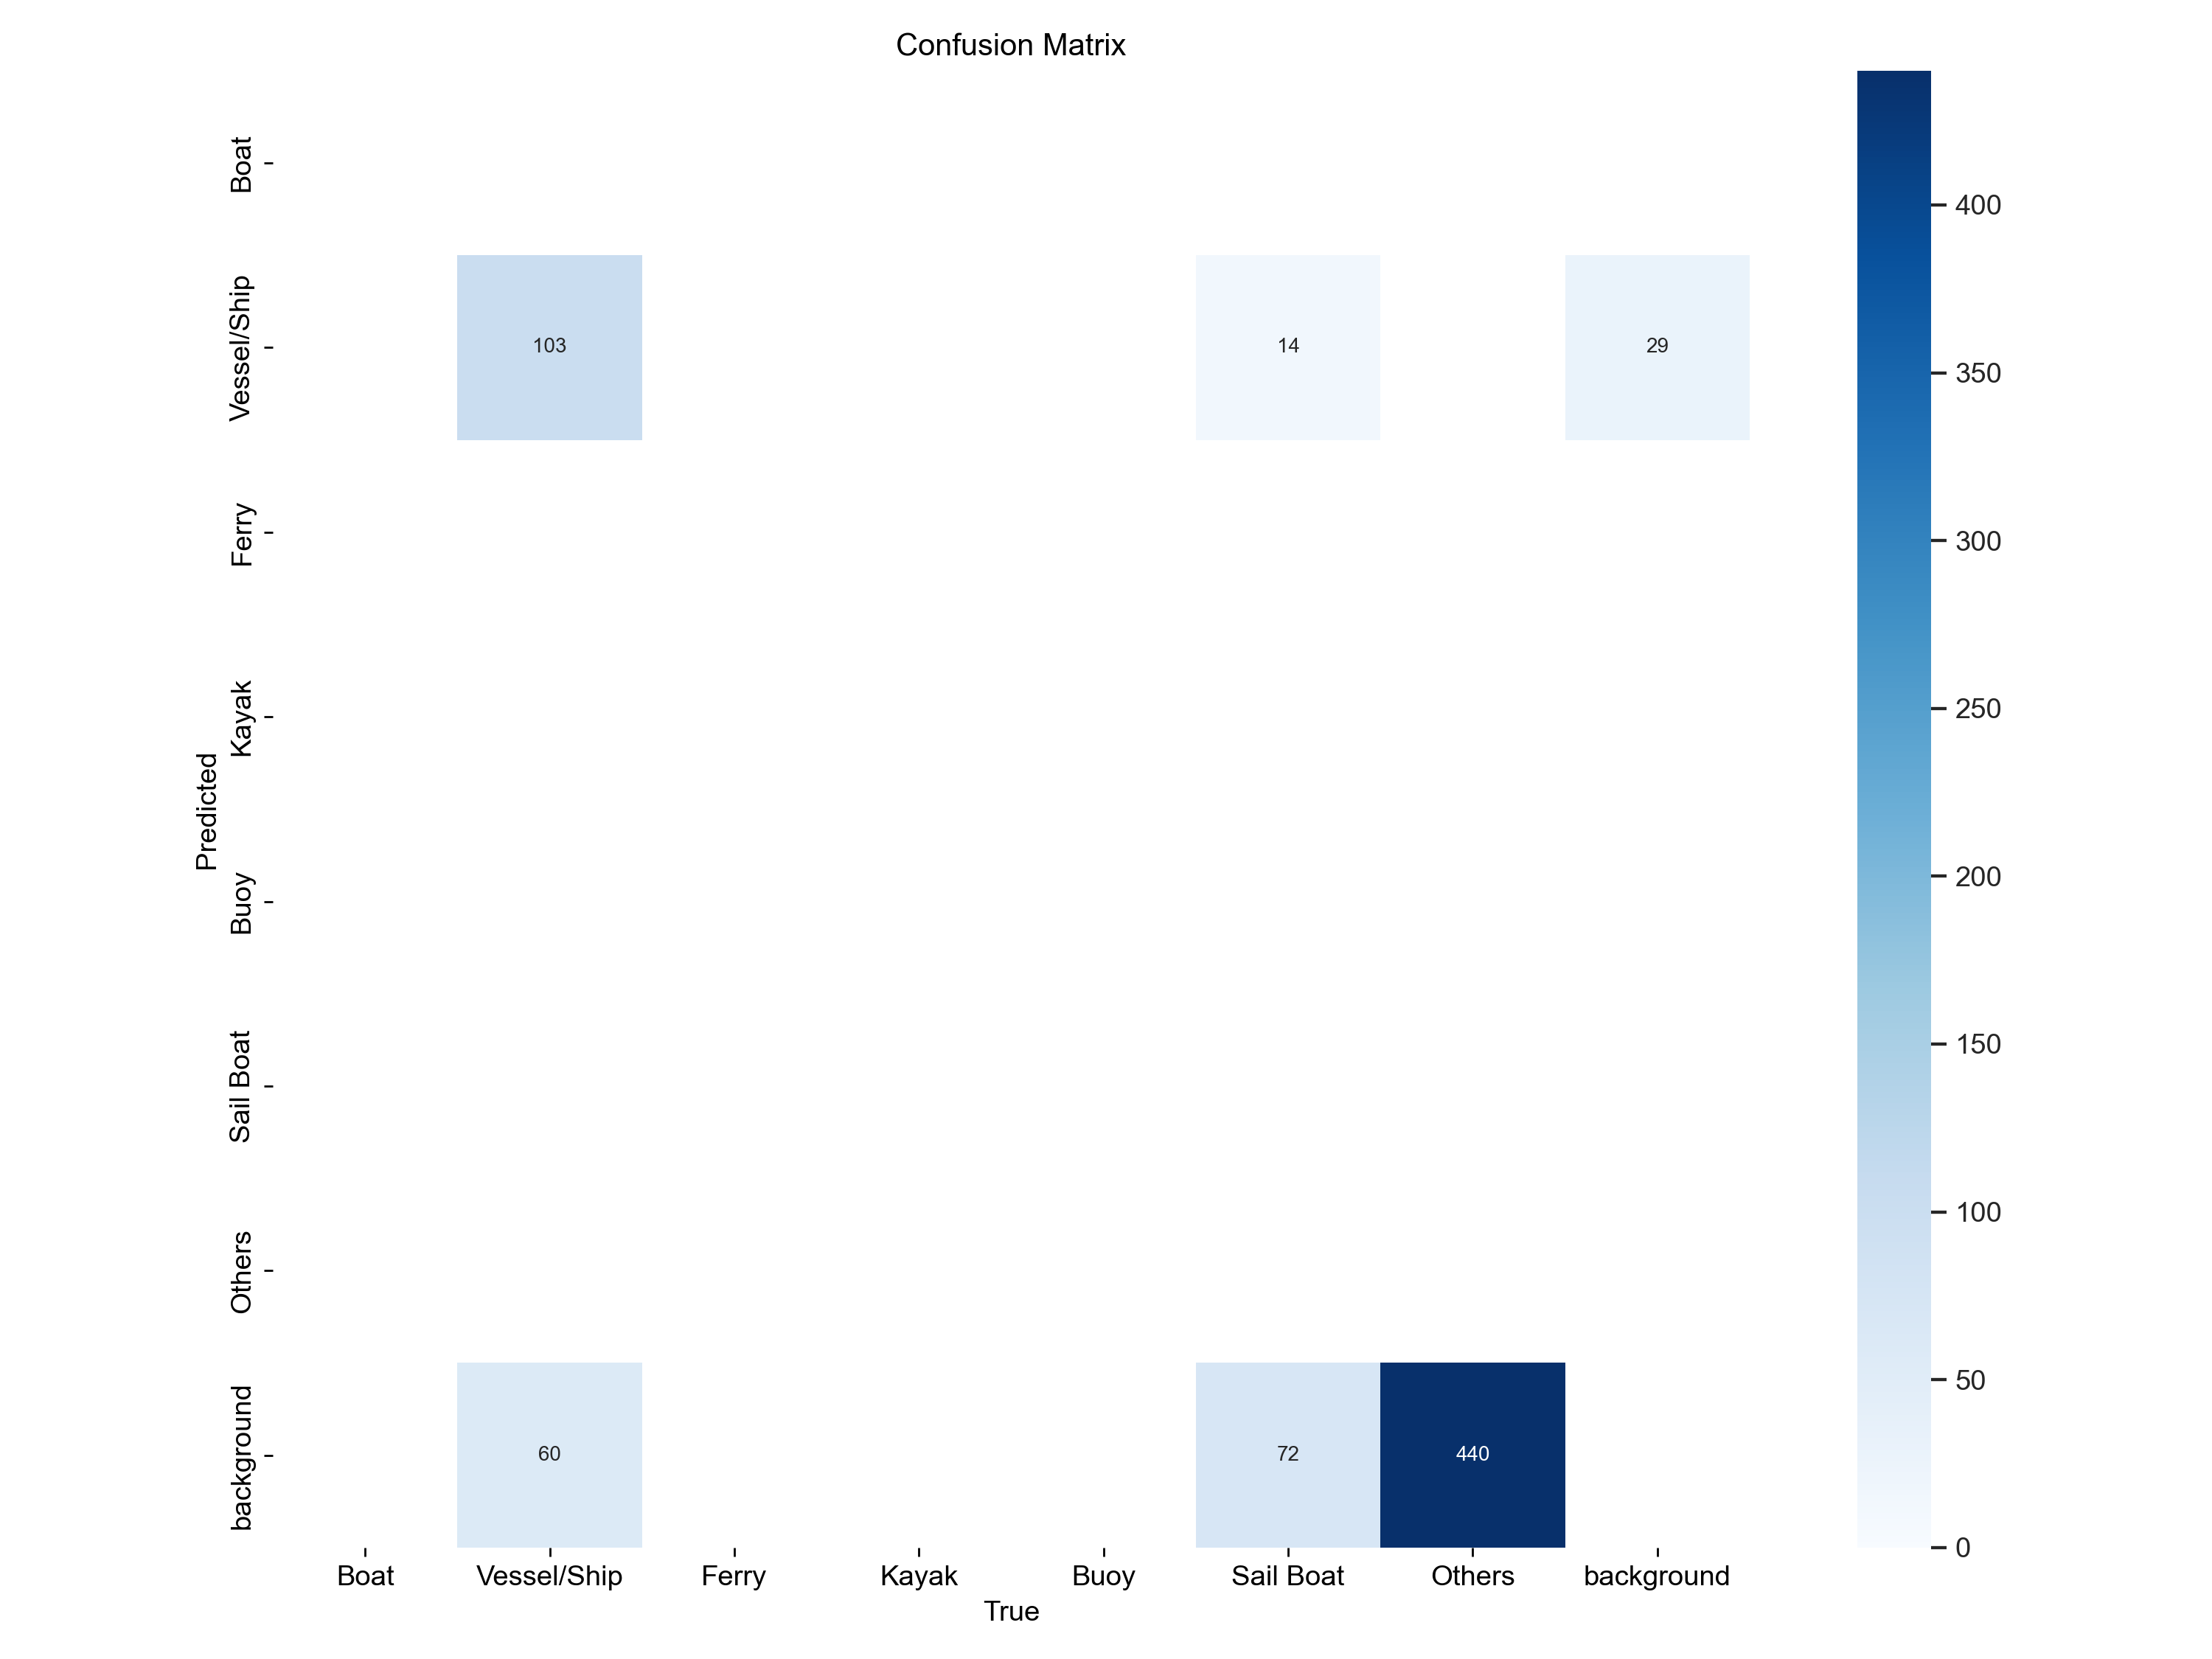 Confusion Matrix
Boat
Vessel/Ship
Ferry
Kayak
Buoy
Sail Boat
Others
background
Predicted
103
14
29
60
72
440
Boat
Vessel/Ship
Ferry
Kayak
Buoy
Sail Boat
Others
background
True
400
350
300
250
200
150
100
50
0